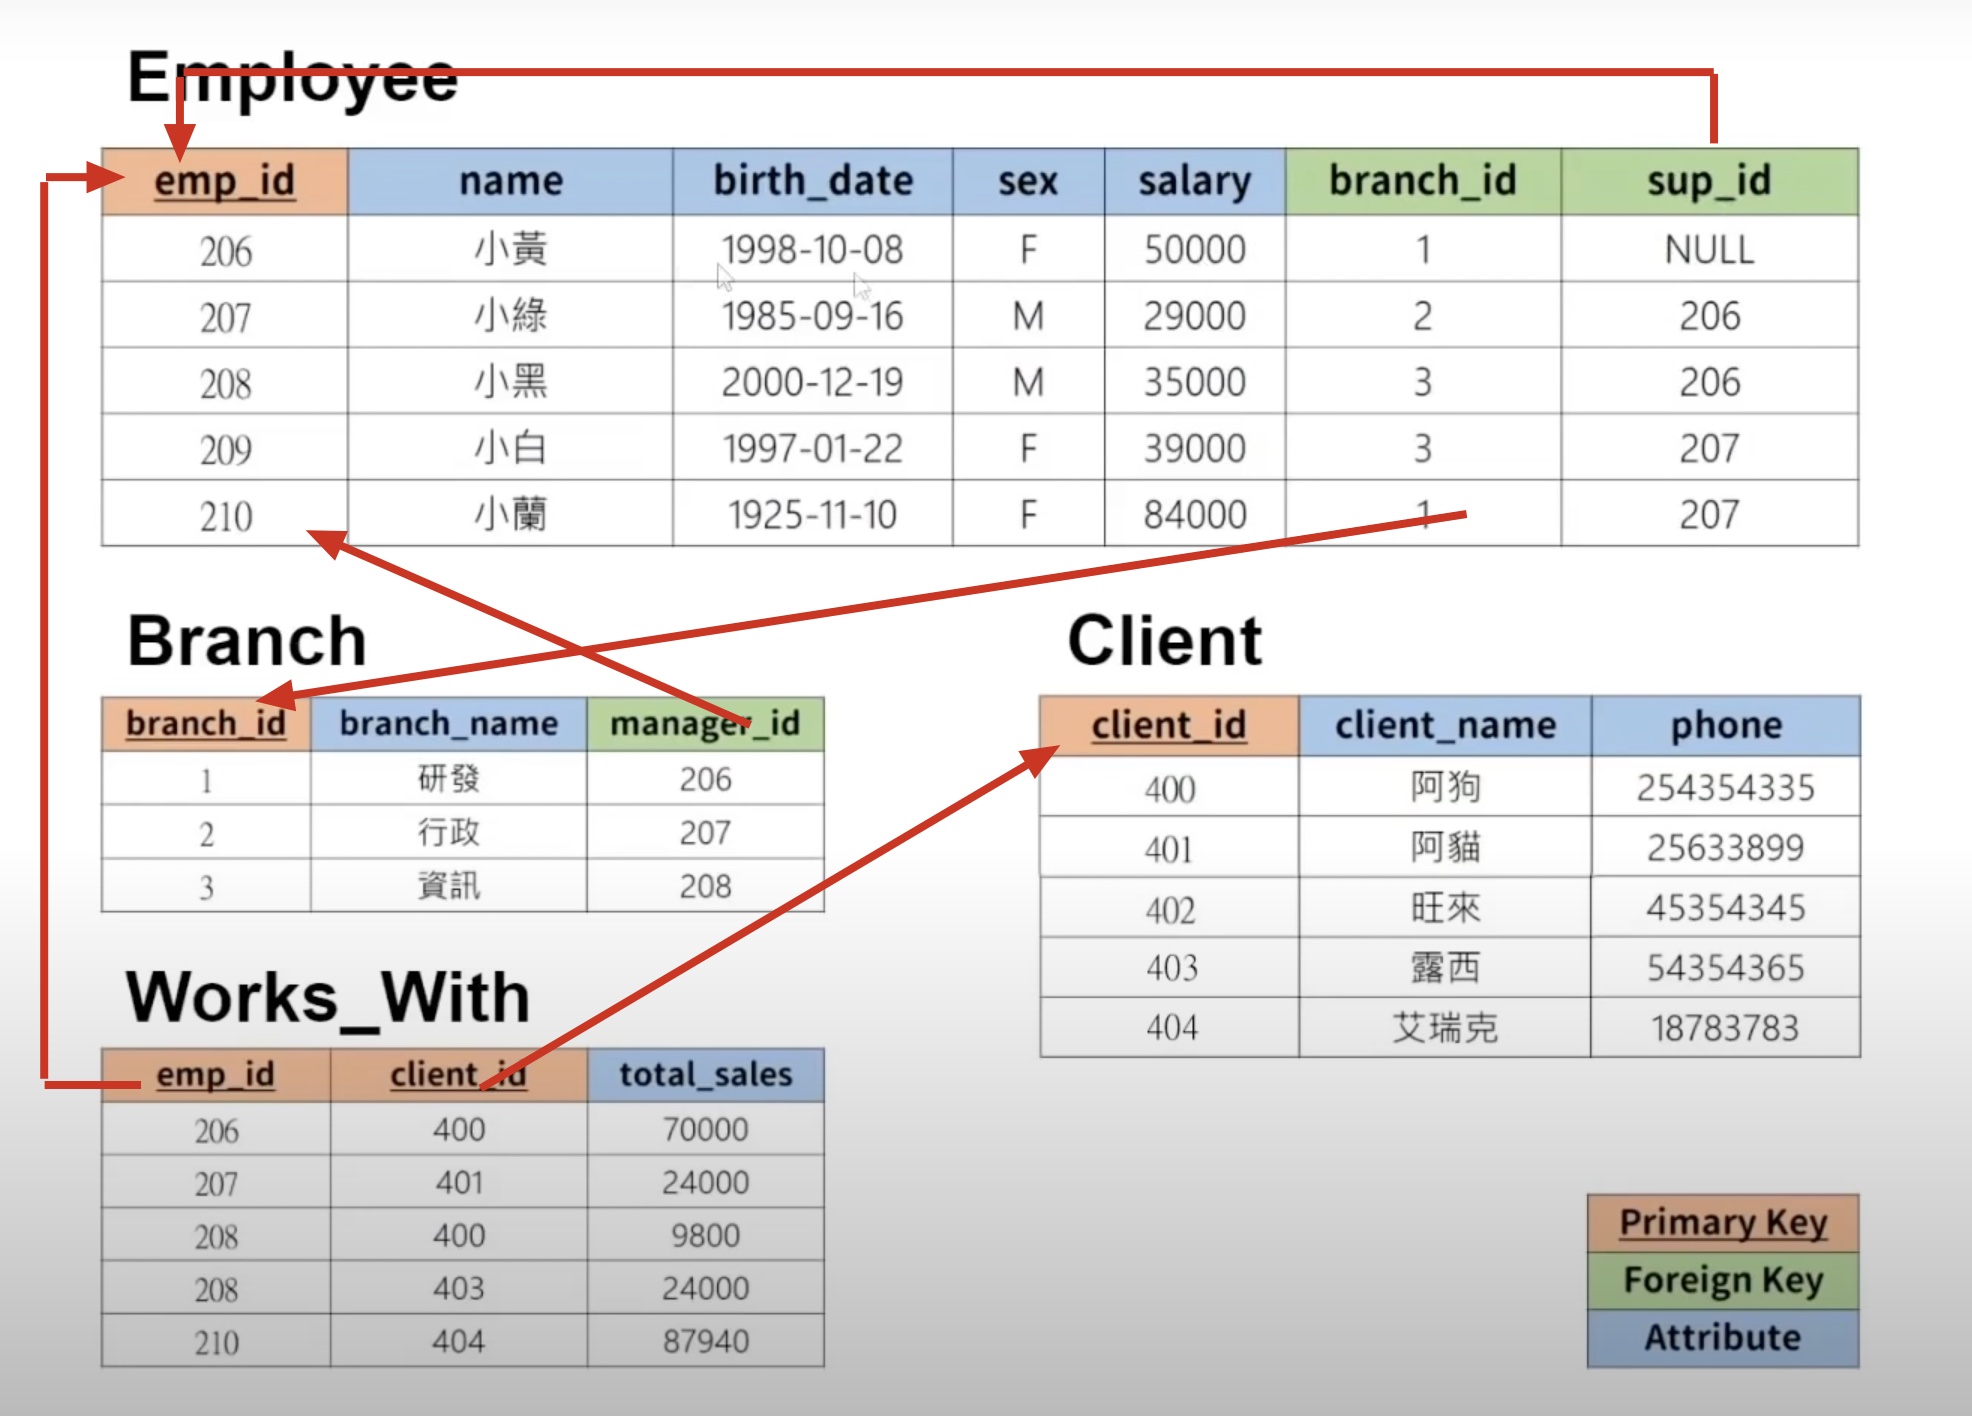 Employee
emp_id name birth_date sex salary branch_id sup_id
206 小黃 1998-10-08 F 50000 1 NULL
207 小綠 1985-09-16 M 29000 2 206
208 小黑 2000-12-19 M 35000 3 206
209 小白 1997-01-22 F 39000 3 207
210 小蘭 1925-11-10 F 84000 1 207
Branch
branch_id branch_name manager_id
1 研發 206
2 行政 207
3 資訊 208
Client
client_id client_name phone
400 阿狗 254354335
401 阿貓 25633899
402 旺來 45354345
403 露西 54354365
404 艾瑞克 18783783
Works_With
emp_id client_id total_sales
206 400 70000
207 401 24000
208 400 9800
208 403 24000
210 404 87940
Primary Key
Foreign Key
Attribute